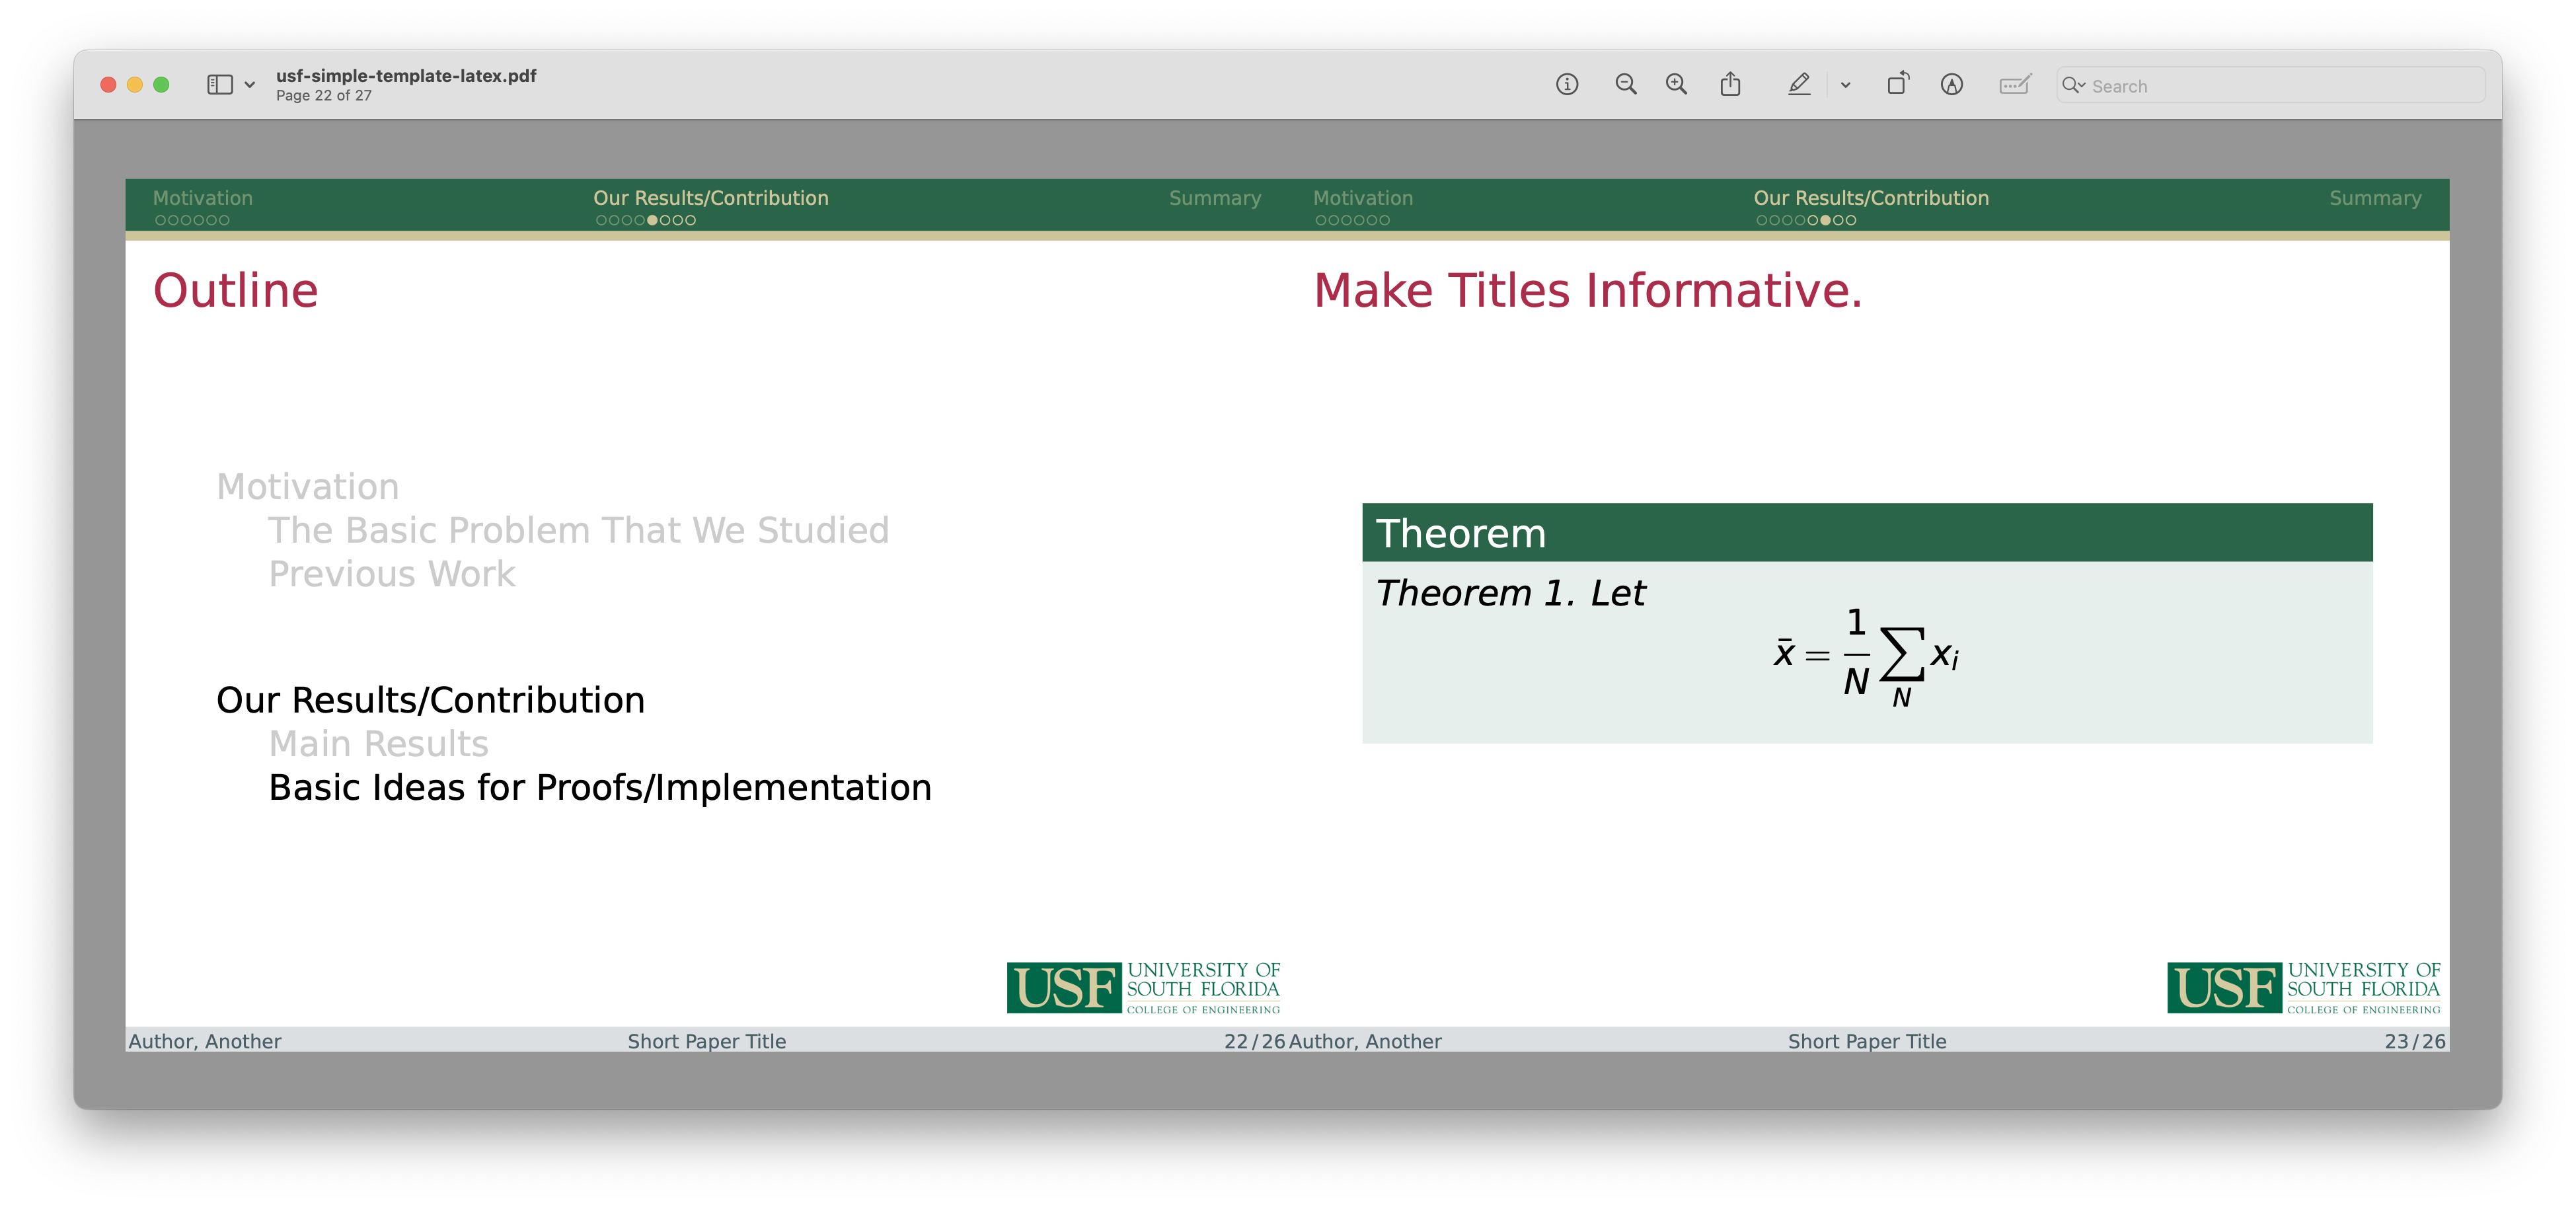 usf-simple-template-latex.pdf
Page 22 of 27
Search
Motivation
Our Results/Contribution
Summary
Outline
Motivation
The Basic Problem That We Studied
Previous Work
Our Results/Contribution
Main Results
Basic Ideas for Proofs/Implementation
USF UNIVERSITY OF
SOUTH FLORIDA
COLLEGE OF ENGINEERING
Author, Another
Short Paper Title
22/26
Motivation
Our Results/Contribution
Summary
Make Titles Informative.
Theorem
Theorem 1. Let
x̄ = 1/N ∑_N x_i
USF UNIVERSITY OF
SOUTH FLORIDA
COLLEGE OF ENGINEERING
Author, Another
Short Paper Title
23/26